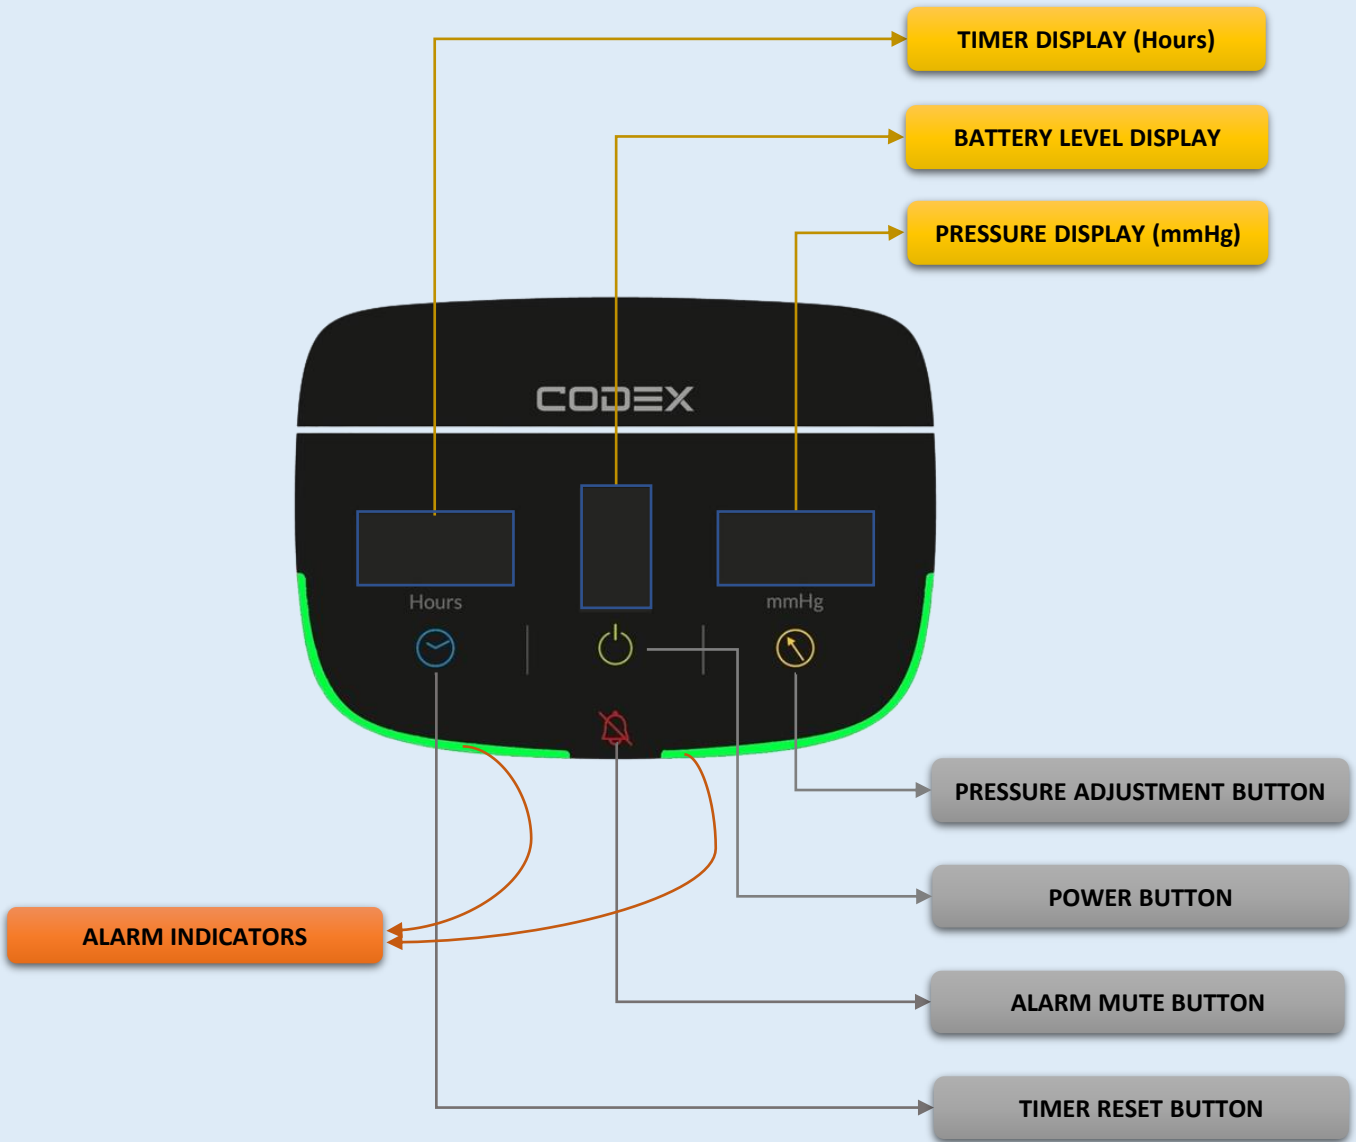 TIMER DISPLAY (Hours)
BATTERY LEVEL DISPLAY
PRESSURE DISPLAY (mmHg)
CODEX
Hours
mmHg
PRESSURE ADJUSTMENT BUTTON
POWER BUTTON
ALARM INDICATORS
ALARM MUTE BUTTON
TIMER RESET BUTTON